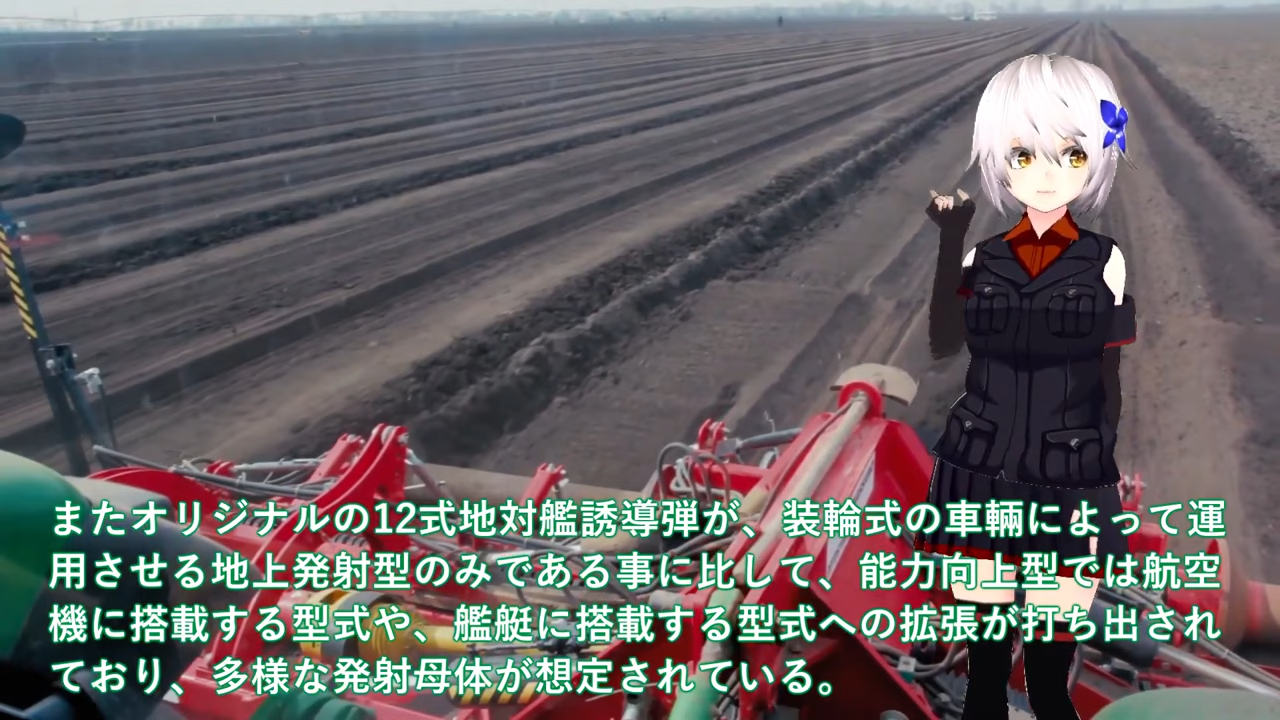 またオリジナルの12式地対艦誘導弾が、装輪式の車輛によって運
用させる地上発射型のみである事に比して、能力向上型では航空
機に搭載する型式や、艦艇に搭載する型式への拡張が打ち出され
ており、多様な発射母体が想定されている。